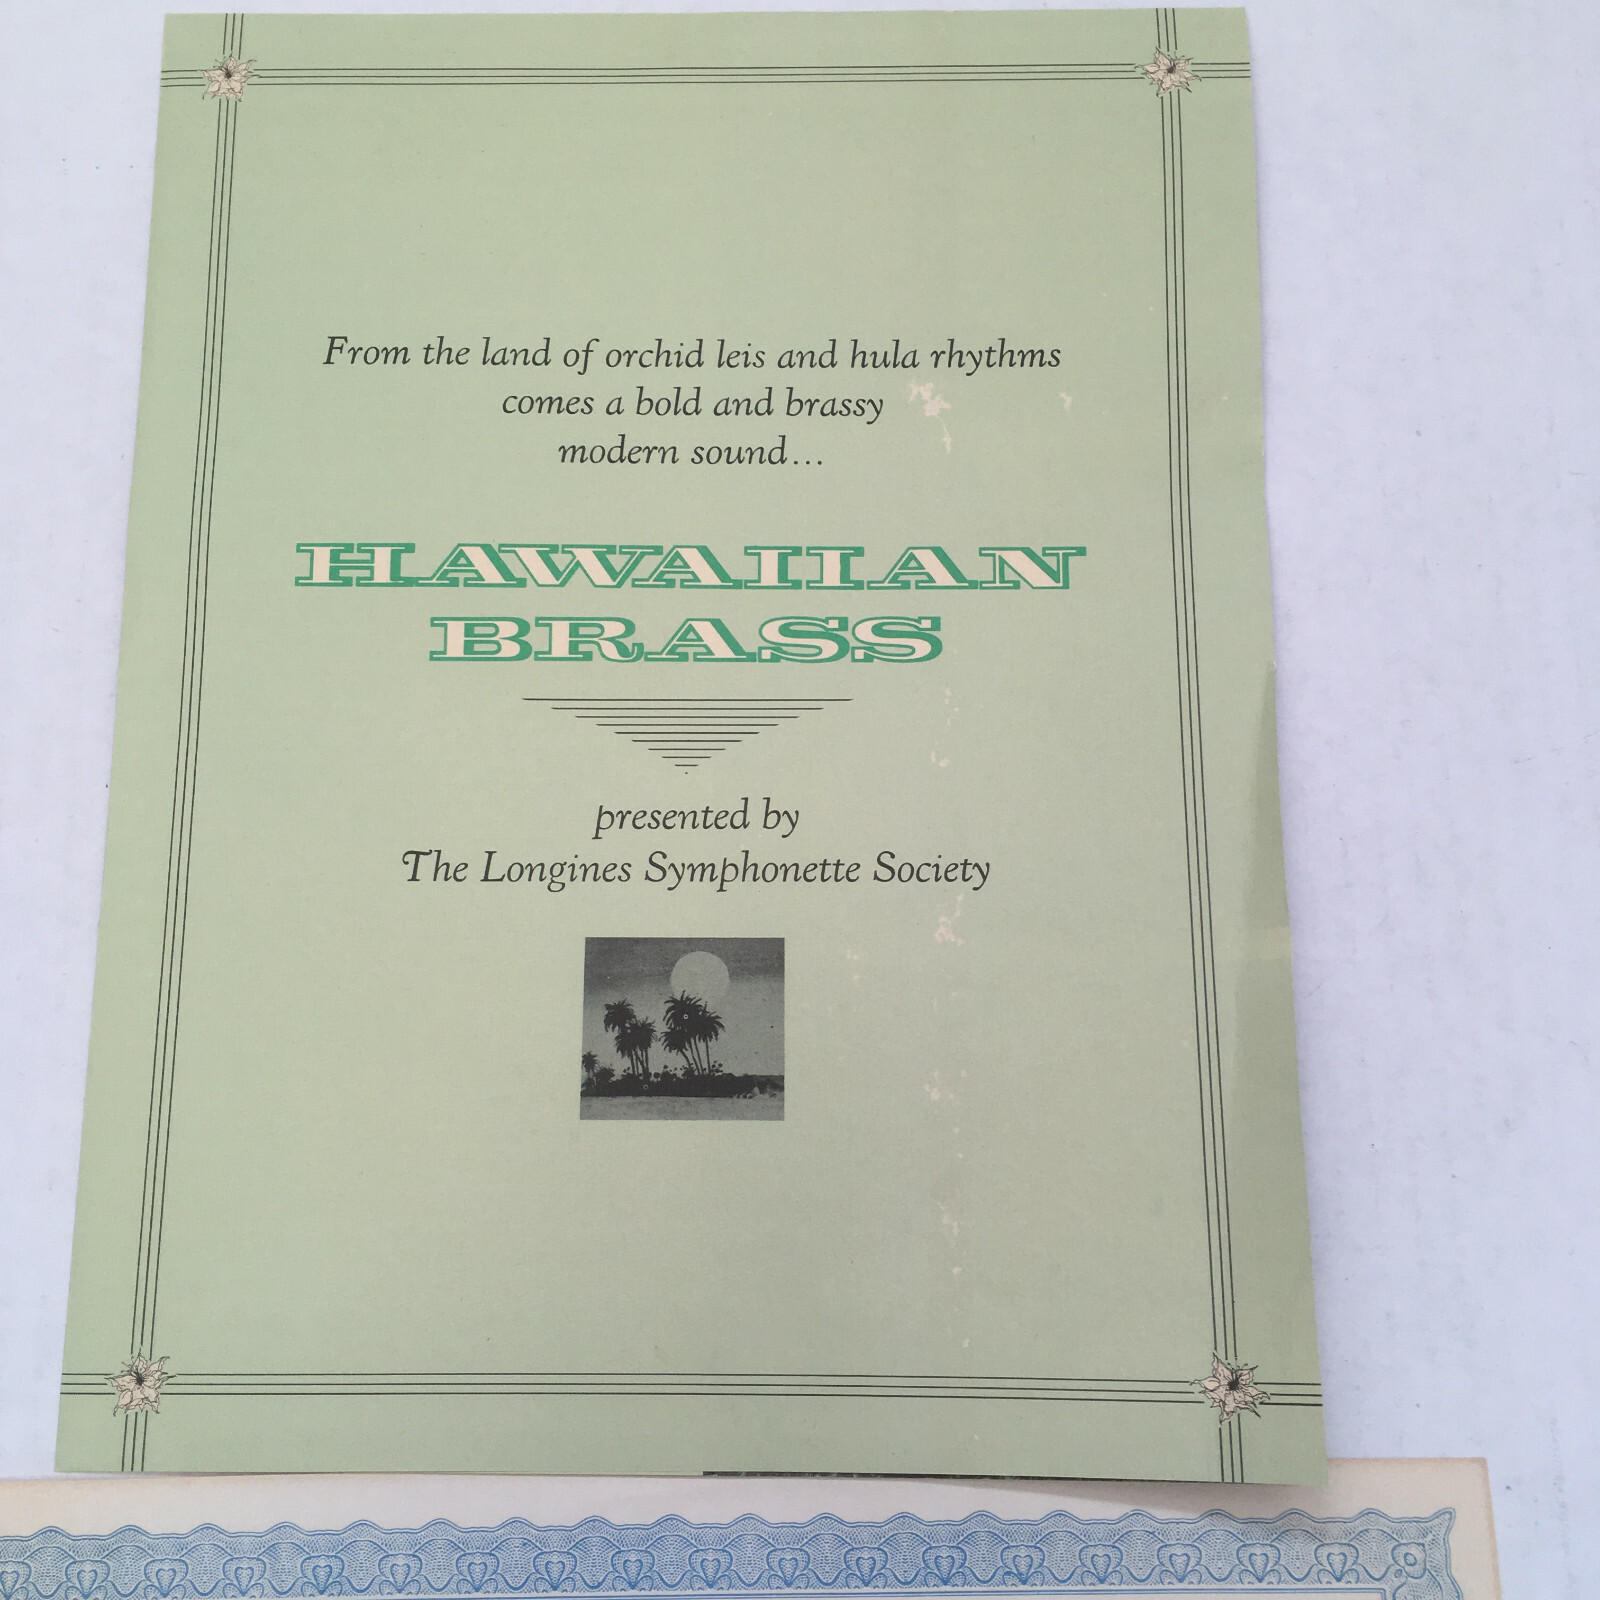 From the land of orchid leis and hula rhythms
comes a bold and brassy
modern sound...
HAWAIIAN
BRASS
presented by
The Longines Symphonette Society